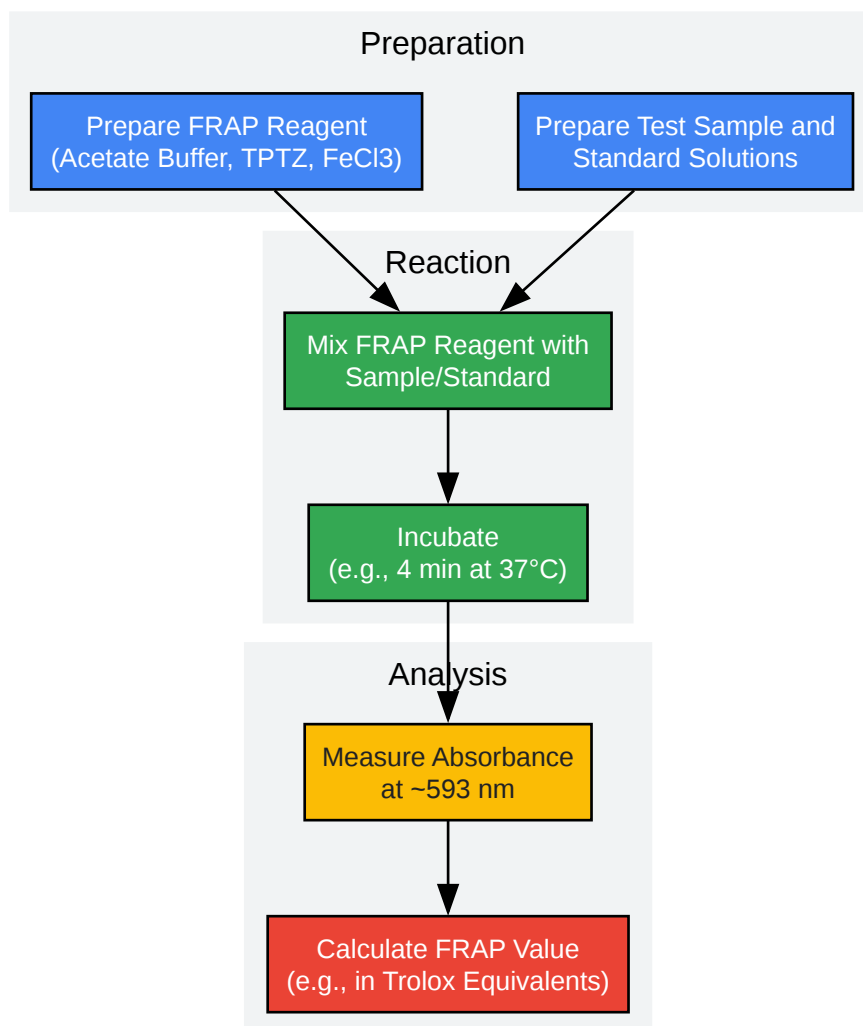 Preparation
Prepare FRAP Reagent
(Acetate Buffer, TPTZ, FeCl3)
Prepare Test Sample and
Standard Solutions
Reaction
Mix FRAP Reagent with
Sample/Standard
Incubate
(e.g., 4 min at 37°C)
Analysis
Measure Absorbance
at ~593 nm
Calculate FRAP Value
(e.g., in Trolox Equivalents)